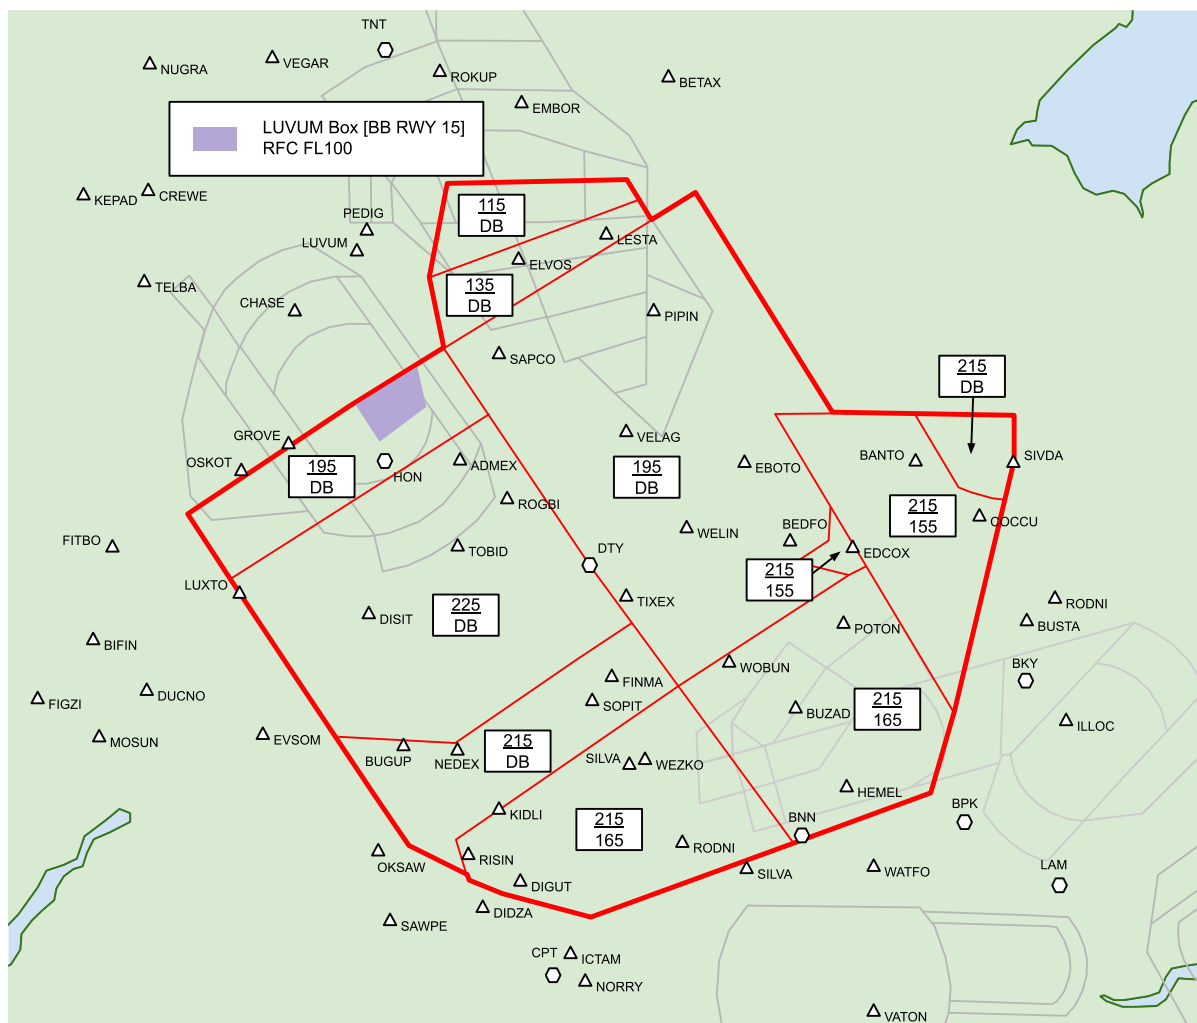 TNT
NUGRA
VEGAR
ROKUP
BETAX
EMBOR
LUVUM Box [BB RWY 15]
RFC FL100
KEPAD
CREWE
PEDIG
LUVUM
115
DB
LESTA
ELVOS
TELBA
CHASE
135
DB
PIPIN
SAPCO
215
DB
GROVE
OSKOT
HON
195
DB
ADMEX
ROGBI
VELAG
195
DB
EBOTO
BANTO
SIVDA
215
155
COCCU
FITBO
TOBID
DTY
WELIN
BEDFO
EDCOX
215
155
LUXTO
DISIT
225
DB
TIXEX
POTON
RODNI
BUSTA
BIFIN
FIGZI
DUCNO
MOSUN
EVSOM
FINMA
SOPIT
WOBUN
BUZAD
215
165
BKY
ILLOC
BUGUP
NEDEX
215
DB
SILVA
WEZKO
HEMEL
KIDLI
215
165
BNN
BPK
OKSAW
RISIN
RODNI
SILVA
WATFO
LAM
DIGUT
DIDZA
SAWPE
CPT
ICTAM
NORRY
VATON